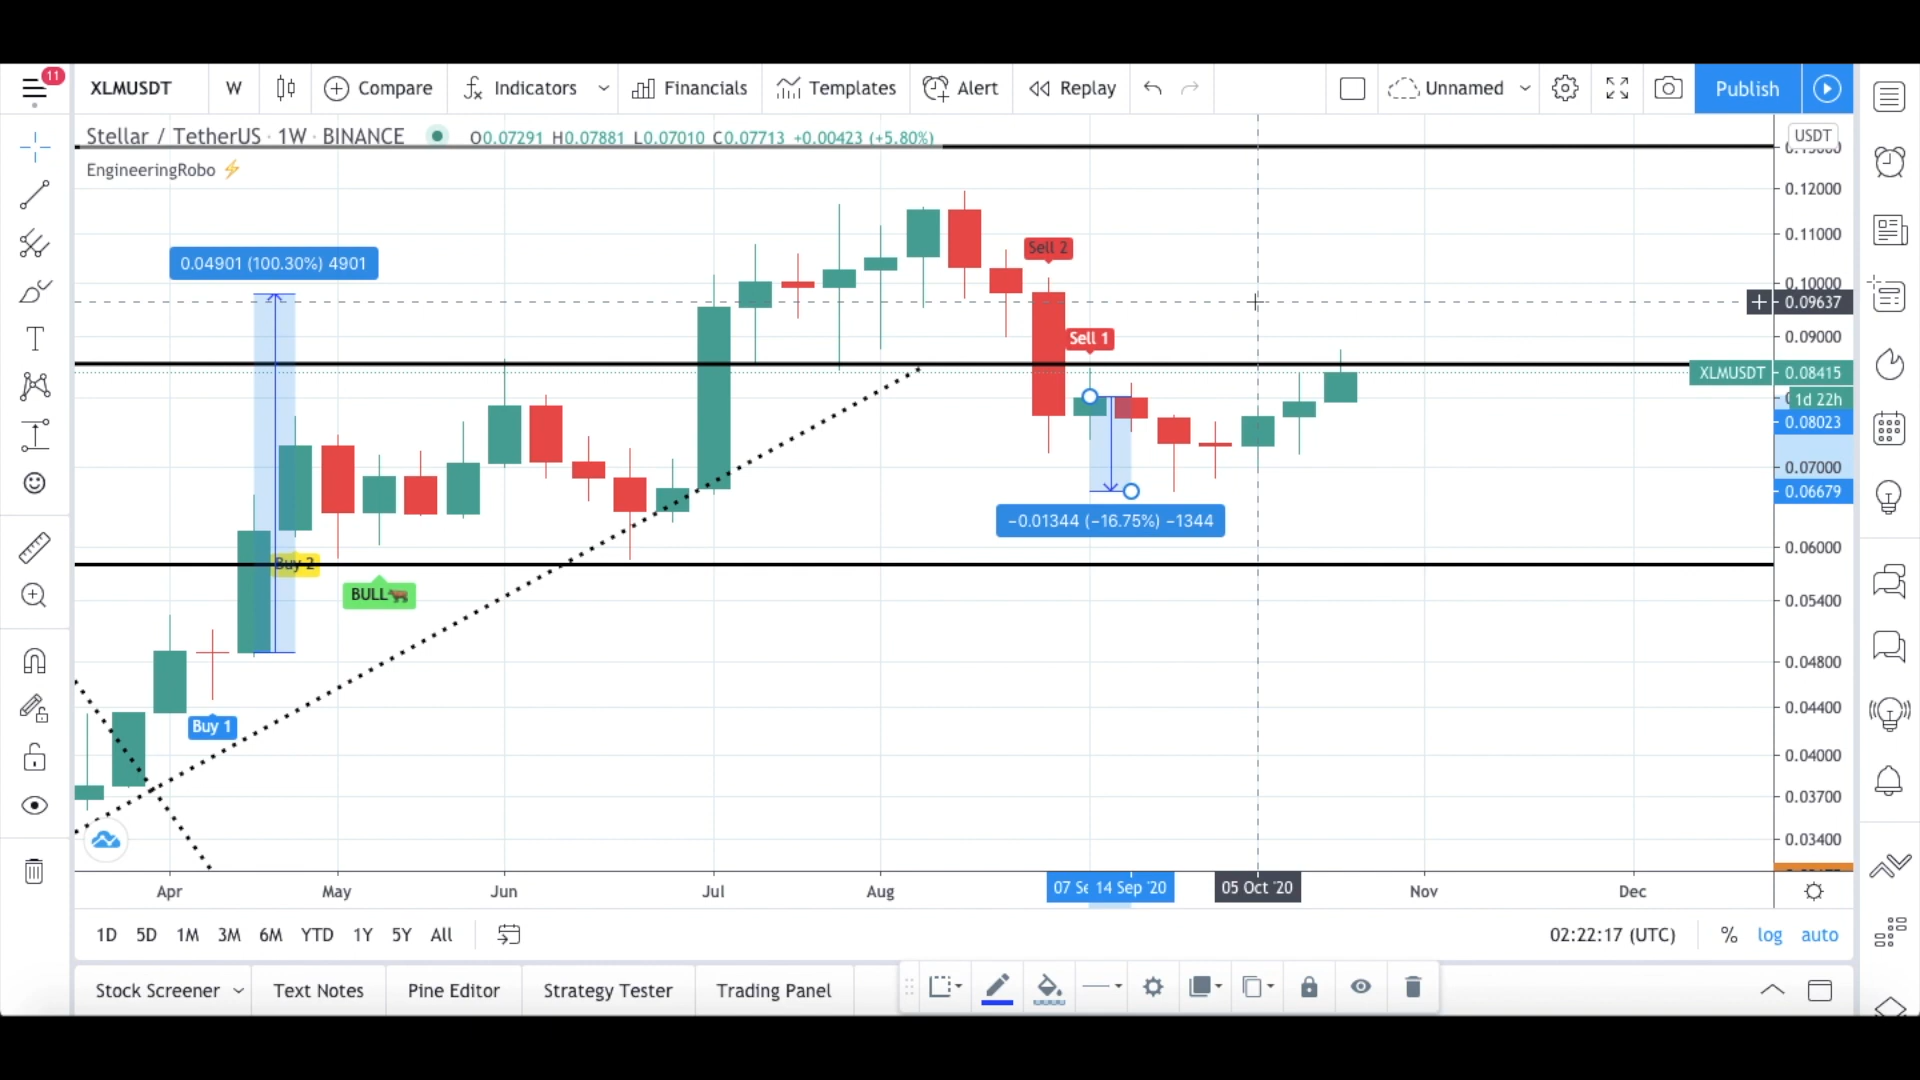 11
XLMUSDT W Compare Indicators Financials Templates Alert Replay Unnamed Publish
Stellar / TetherUS · 1W · BINANCE O0.07291 H0.07881 L0.07010 C0.07713 +0.00423 (+5.80%)
USDT
EngineeringRobo ⚡
0.12000
0.11000
Sell 2
0.04901 (100.30%) 4901
0.10000
0.09637
0.09000
Sell 1
XLMUSDT 0.08415
1d 22h
0.08023
0.07000
0.06679
−0.01344 (−16.75%) −1344
0.06000
Buy 2
BULL🐂
0.05400
0.04800
0.04400
Buy 1
0.04000
0.03700
0.03400
Apr May Jun Jul Aug 07 Se 14 Sep '20 05 Oct '20 Nov Dec
1D 5D 1M 3M 6M YTD 1Y 5Y All 02:22:17 (UTC) % log auto
Stock Screener Text Notes Pine Editor Strategy Tester Trading Panel